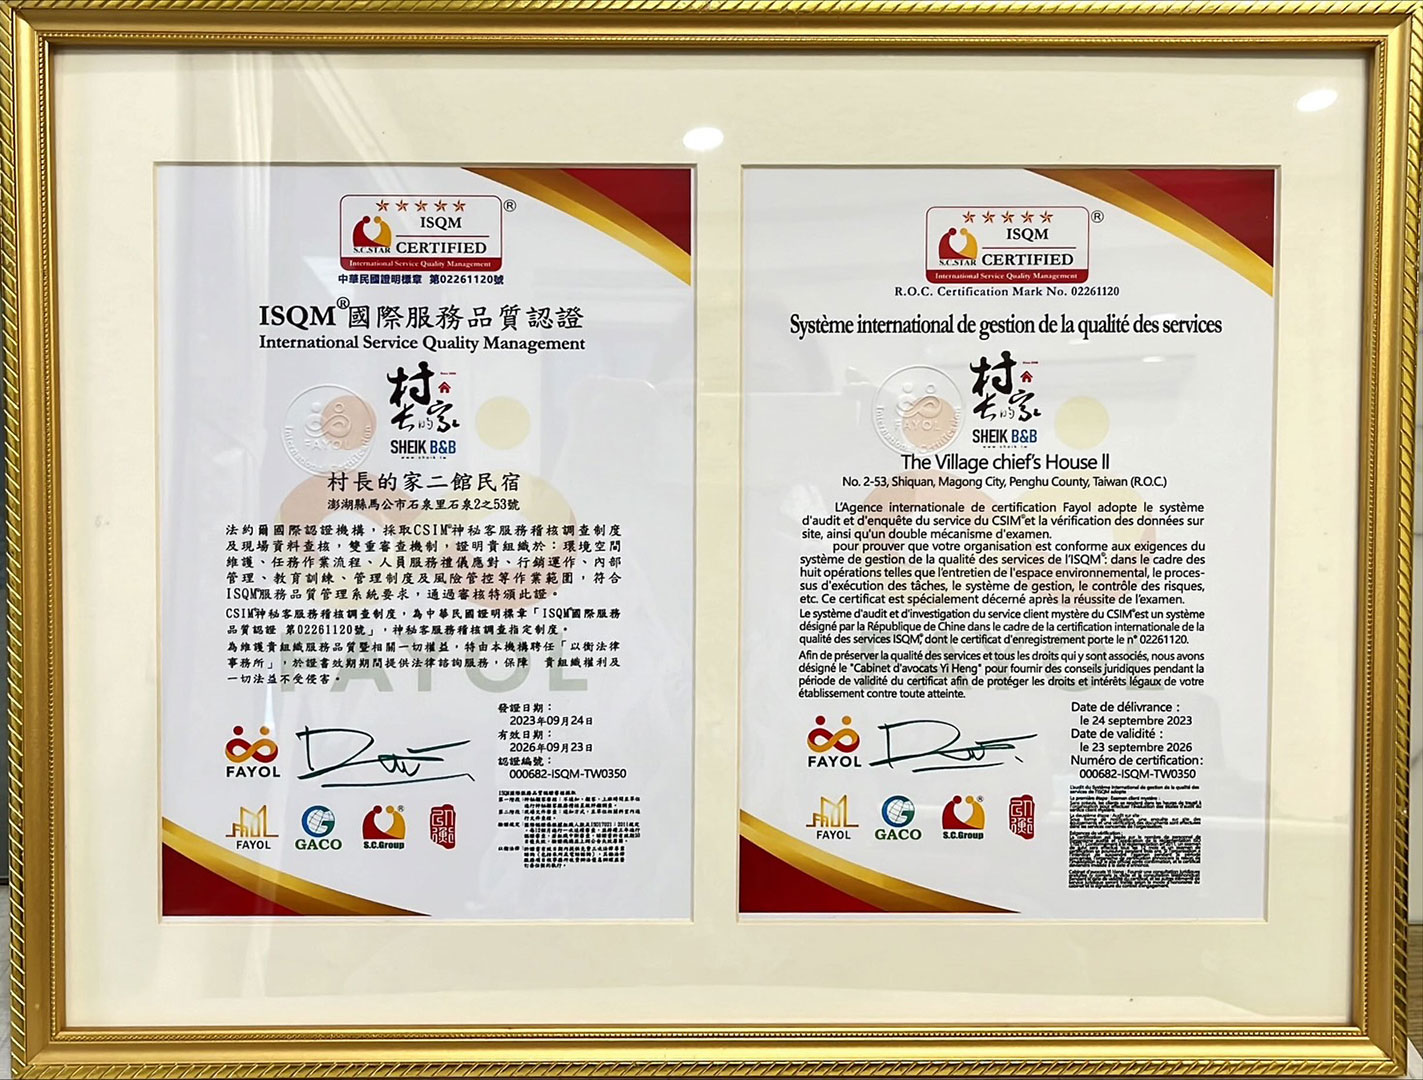 ISQM
®
S.C.STAR CERTIFIED
International Service Quality Management
中華民國證明標章 第02261120號
ISQM®國際服務品質認證
International Service Quality Management
村長的家
SHEIK B&B
www.sheik.tw
FAYOL
村長的家二館民宿
澎湖縣馬公市石泉里石泉2之53號
法約爾國際認證機構，採取CSIM®神秘客服務稽核調查制度
及現場資料查核，雙重審查機制，證明貴組織於：環境空間
維護、任務作業流程、人員服務禮儀應對、行銷運作、內部
管理、教育訓練、管理制度及風險管控等作業範圍，符合
ISQM®服務品質管理系統要求，通過審核特頒此證。
CSIM®神秘客服務稽核調查制度，為中華民國證明標章「ISQM®國際服務
品質認證 第02261120號」，神秘客服務稽核調查指定制度。
為維護貴組織服務品質暨相關一切權益，特由本機構聘任「以衡法律
事務所」，於證書效期期間提供法律諮詢服務，保障 貴組織權利及
一切法益不受侵害。
FAYOL
發證日期：
2023年09月24日
有效日期：
2026年09月23日
認證編號：
000682-ISQM-TW0350
FAYOL
FAYOL
GACO
S.C.Group
®
ISQM
®
S.C.STAR CERTIFIED
International Service Quality Management
R.O.C. Certification Mark No. 02261120
Système international de gestion de la qualité des services
村長的家
SHEIK B&B
www.sheik.tw
FAYOL
The Village chief's House II
No. 2-53, Shiquan, Magong City, Penghu County, Taiwan (R.O.C.)
L'Agence internationale de certification Fayol adopte le système
d'audit et d'enquête du service du CSIM®et la vérification des données sur
site, ainsi qu'un double mécanisme d'examen.
pour prouver que votre organisation est conforme aux exigences du
système de gestion de la qualité des services de l'ISQM®: dans le cadre des
huit opérations telles que l'entretien de l'espace environnemental, le proces-
sus d'exécution des tâches, le système de gestion, le contrôle des risques,
etc. Ce certificat est spécialement décerné après la réussite de l'examen.
Le système d'audit et d'investigation du service client mystère du CSIM®est un système
désigné par la République de Chine dans le cadre de la certification internationale de la
qualité des services ISQM®, dont le certificat d'enregistrement porte le n° 02261120.
Afin de préserver la qualité des services et tous les droits qui y sont associés, nous avons
désigné le "Cabinet d'avocats Yi Heng" pour fournir des conseils juridiques pendant la
période de validité du certificat afin de protéger les droits et intérêts légaux de votre
établissement contre toute atteinte.
FAYOL
Date de délivrance :
le 24 septembre 2023
Date de validité :
le 23 septembre 2026
Numéro de certification:
000682-ISQM-TW0350
FAYOL
FAYOL
GACO
S.C.Group
®